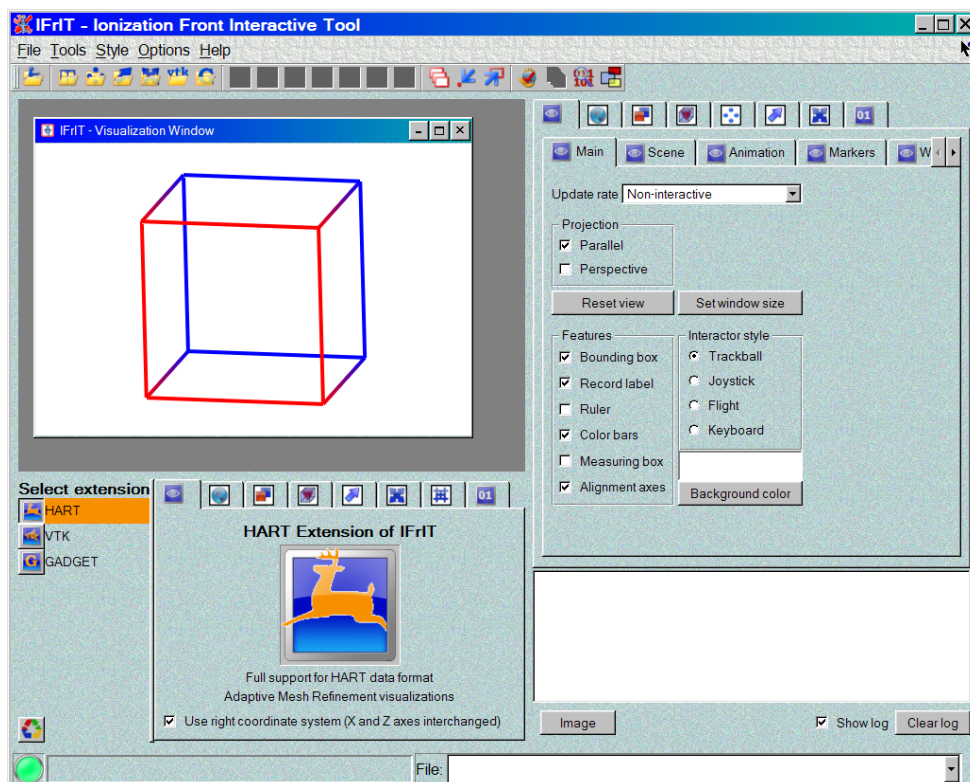 IFrIT - Ionization Front Interactive Tool
File Tools Style Options Help
vtk
IFrIT - Visualization Window
01
Main Scene Animation Markers W
Update rate Non-interactive
Projection
Parallel
Perspective
Reset view Set window size
Features
Bounding box
Record label
Ruler
Color bars
Measuring box
Alignment axes
Interactor style
Trackball
Joystick
Flight
Keyboard
Background color
Select extension
HART
VTK
G GADGET
01
HART Extension of IFrIT
Full support for HART data format
Adaptive Mesh Refinement visualizations
Use right coordinate system (X and Z axes interchanged)
Image Show log Clear log
File: